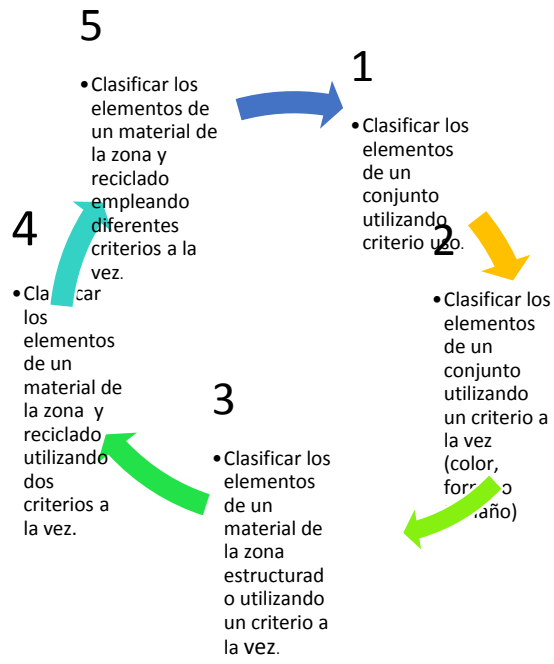 5
•Clasificar los
elementos de
un material de
la zona y
reciclado
empleando
diferentes
criterios a la
vez.
1
•Clasificar los
elementos
de un
conjunto
utilizando
criterio uso.
2
•Clasificar los
elementos
de un
conjunto
utilizando
un criterio a
la vez
(color,
3
•Clasificar los
elementos
de un
material de
la zona
estructurad
o utilizando
un criterio a
la vez.
4
•Clasificar
los
elementos
de un
material de
la zona y
reciclado
utilizando
dos
criterios a
la vez.